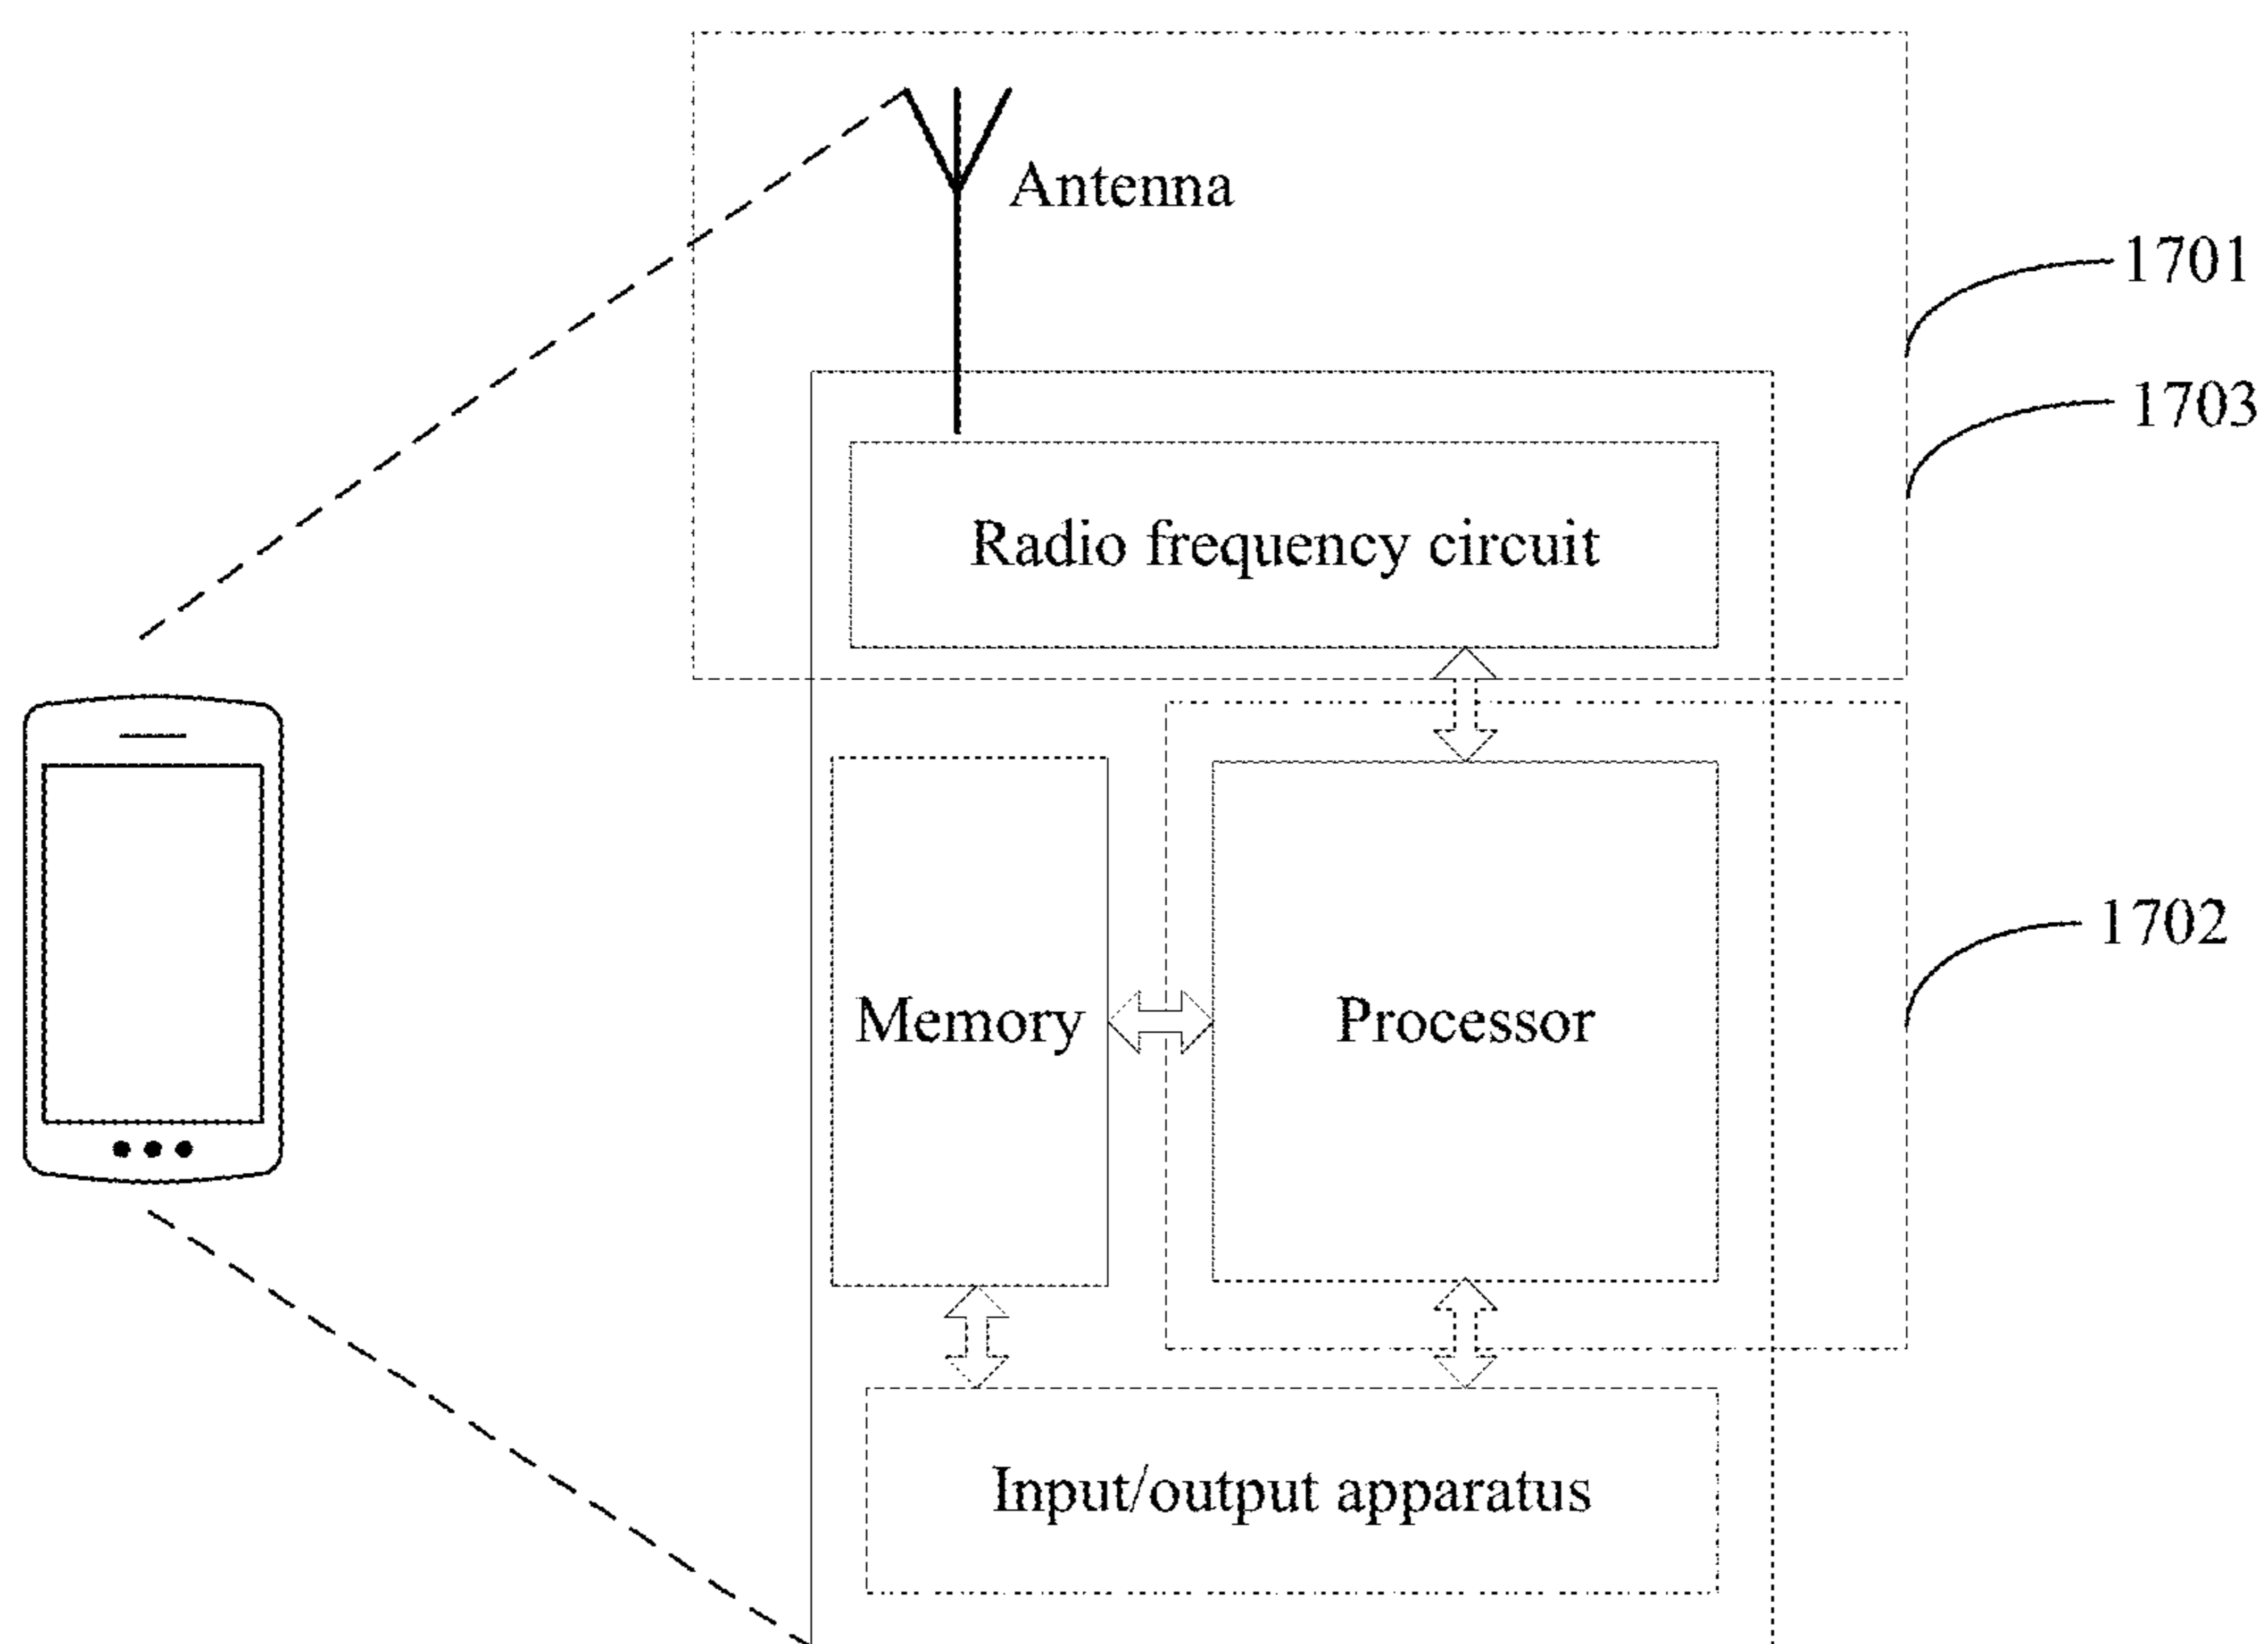 Antenna
1701
1703
Radio frequency circuit
1702
Memory
Processor
Input/output apparatus